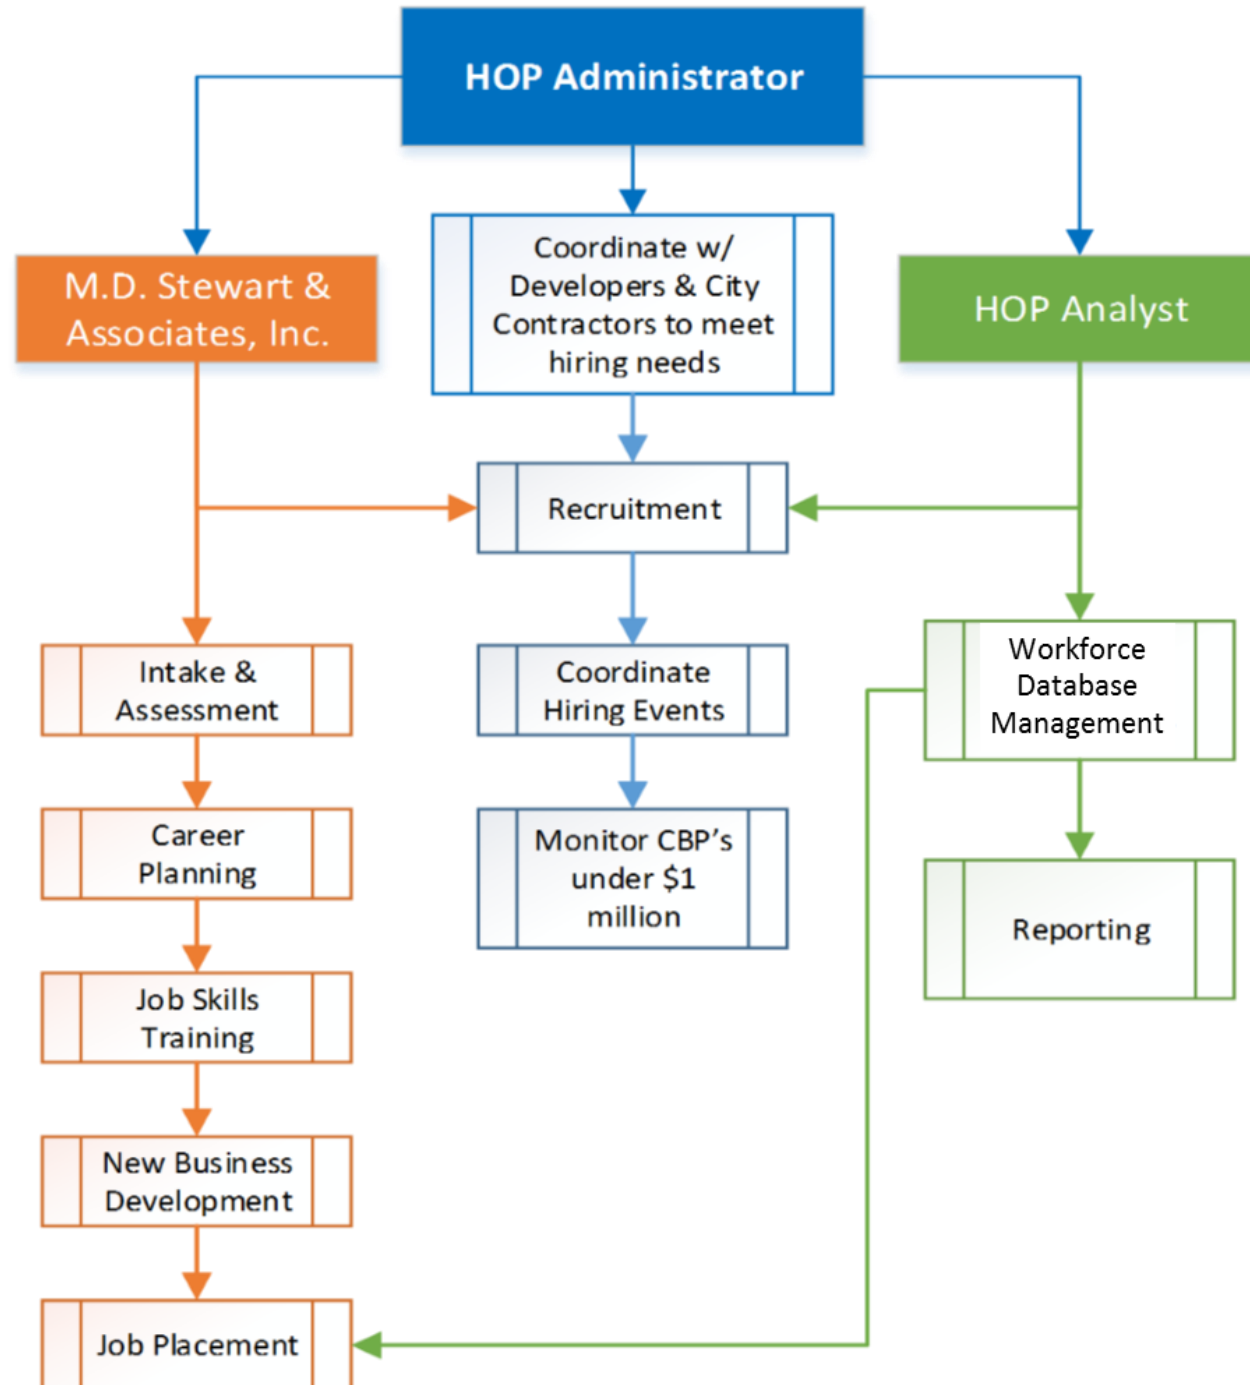 HOP Administrator
M.D. Stewart &
Associates, Inc.
Coordinate w/
Developers & City
Contractors to meet
hiring needs
HOP Analyst
Recruitment
Intake &
Assessment
Coordinate
Hiring Events
Workforce
Database
Management
Career
Planning
Monitor CBP’s
under $1
million
Reporting
Job Skills
Training
New Business
Development
Job Placement